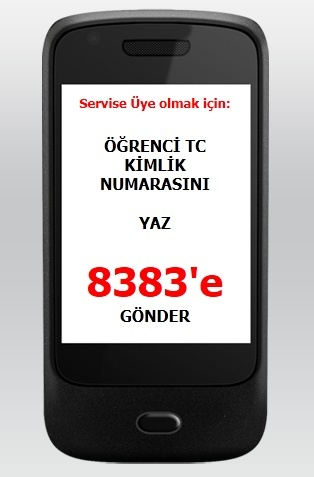 Servise Üye olmak için:
ÖĞRENCİ TC
KİMLİK
NUMARASINI
YAZ
8383'e
GÖNDER